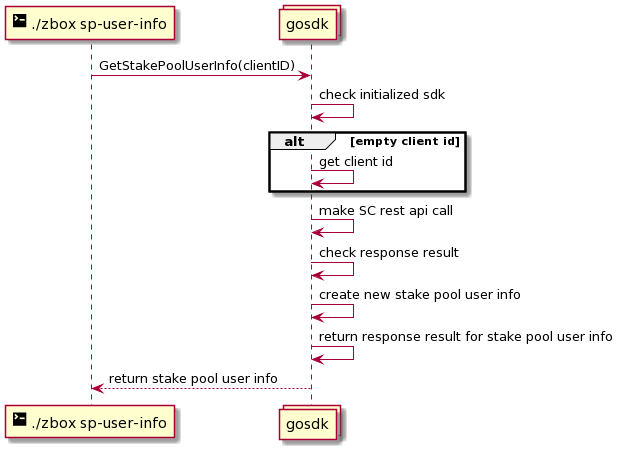 ./zbox sp-user-info
gosdk
GetStakePoolUserInfo(clientID)
check initialized sdk
alt
[empty client id]
get client id
make SC rest api call
check response result
create new stake pool user info
return response result for stake pool user info
return stake pool user info
./zbox sp-user-info
gosdk